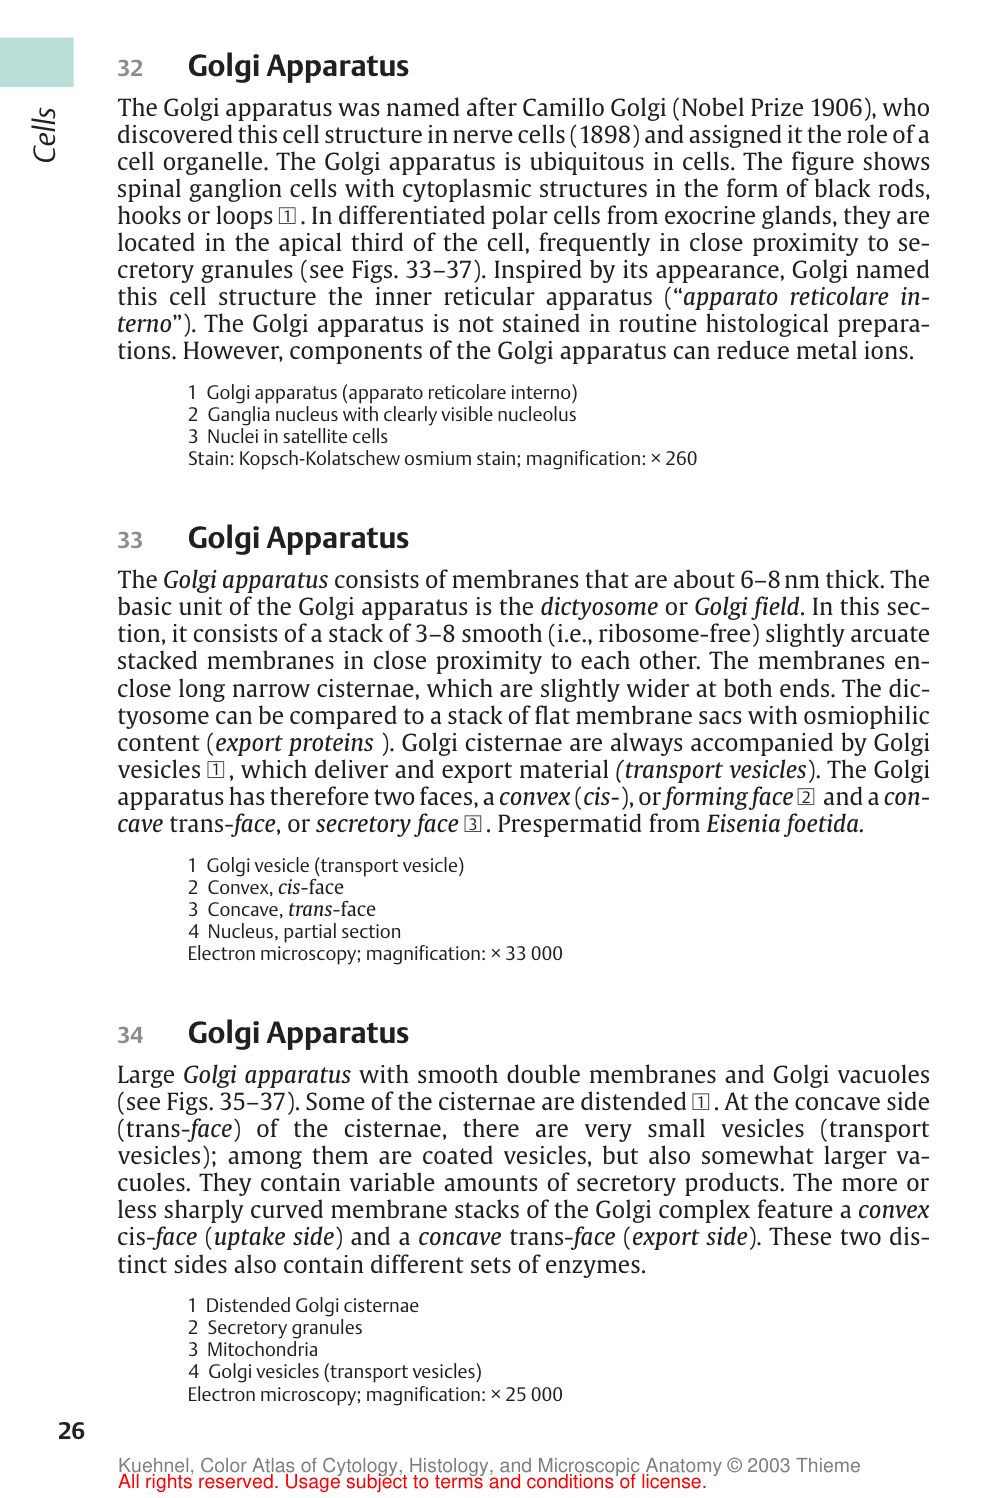 Cells
32 Golgi Apparatus
The Golgi apparatus was named after Camillo Golgi (Nobel Prize 1906), who
discovered this cell structure in nerve cells (1898) and assigned it the role of a
cell organelle. The Golgi apparatus is ubiquitous in cells. The figure shows
spinal ganglion cells with cytoplasmic structures in the form of black rods,
hooks or loops 1. In differentiated polar cells from exocrine glands, they are
located in the apical third of the cell, frequently in close proximity to se-
cretory granules (see Figs. 33–37). Inspired by its appearance, Golgi named
this cell structure the inner reticular apparatus (“apparato reticolare in-
terno”). The Golgi apparatus is not stained in routine histological prepara-
tions. However, components of the Golgi apparatus can reduce metal ions.
1 Golgi apparatus (apparato reticolare interno)
2 Ganglia nucleus with clearly visible nucleolus
3 Nuclei in satellite cells
Stain: Kopsch-Kolatschew osmium stain; magnification: × 260
33 Golgi Apparatus
The Golgi apparatus consists of membranes that are about 6–8 nm thick. The
basic unit of the Golgi apparatus is the dictyosome or Golgi field. In this sec-
tion, it consists of a stack of 3–8 smooth (i.e., ribosome-free) slightly arcuate
stacked membranes in close proximity to each other. The membranes en-
close long narrow cisternae, which are slightly wider at both ends. The dic-
tyosome can be compared to a stack of flat membrane sacs with osmiophilic
content (export proteins ). Golgi cisternae are always accompanied by Golgi
vesicles 1, which deliver and export material (transport vesicles). The Golgi
apparatus has therefore two faces, a convex (cis-), or forming face 2 and a con-
cave trans-face, or secretory face 3. Prespermatid from Eisenia foetida.
1 Golgi vesicle (transport vesicle)
2 Convex, cis-face
3 Concave, trans-face
4 Nucleus, partial section
Electron microscopy; magnification: × 33 000
34 Golgi Apparatus
Large Golgi apparatus with smooth double membranes and Golgi vacuoles
(see Figs. 35–37). Some of the cisternae are distended 1. At the concave side
(trans-face) of the cisternae, there are very small vesicles (transport
vesicles); among them are coated vesicles, but also somewhat larger va-
cuoles. They contain variable amounts of secretory products. The more or
less sharply curved membrane stacks of the Golgi complex feature a convex
cis-face (uptake side) and a concave trans-face (export side). These two dis-
tinct sides also contain different sets of enzymes.
1 Distended Golgi cisternae
2 Secretory granules
3 Mitochondria
4 Golgi vesicles (transport vesicles)
Electron microscopy; magnification: × 25 000
26
Kuehnel, Color Atlas of Cytology, Histology, and Microscopic Anatomy © 2003 Thieme
All rights reserved. Usage subject to terms and conditions of license.